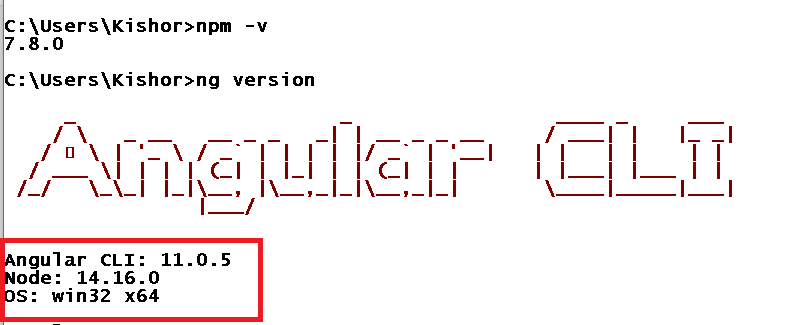 C:\Users\Kishor>npm -v
7.8.0
C:\Users\Kishor>ng version
Angular CLI
Angular CLI: 11.0.5
Node: 14.16.0
OS: win32 x64